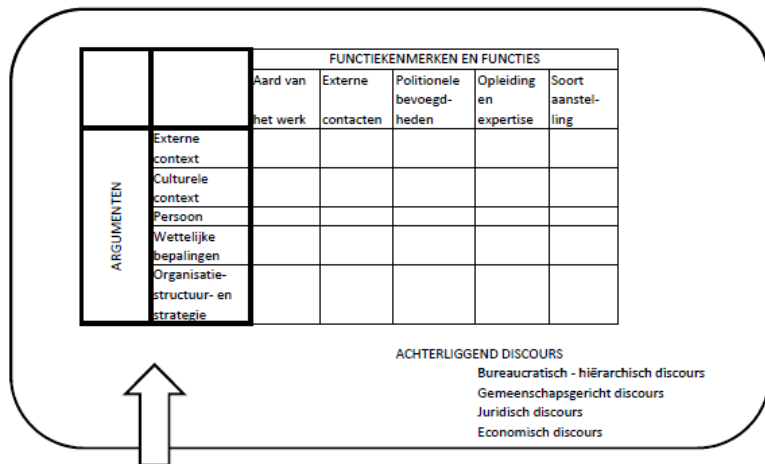 FUNCTIEKENMERKEN EN FUNCTIES
Aard van
het werk
Externe
contacten
Politionele
bevoegd-
heden
Opleiding
en
expertise
Soort
aanstel-
ling
ARGUMENTEN
Externe
context
Culturele
context
Persoon
Wettelijke
bepalingen
Organisatie-
structuur- en
strategie
ACHTERLIGGEND DISCOURS
Bureaucratisch - hiërarchisch discours
Gemeenschapsgericht discours
Juridisch discours
Economisch discours